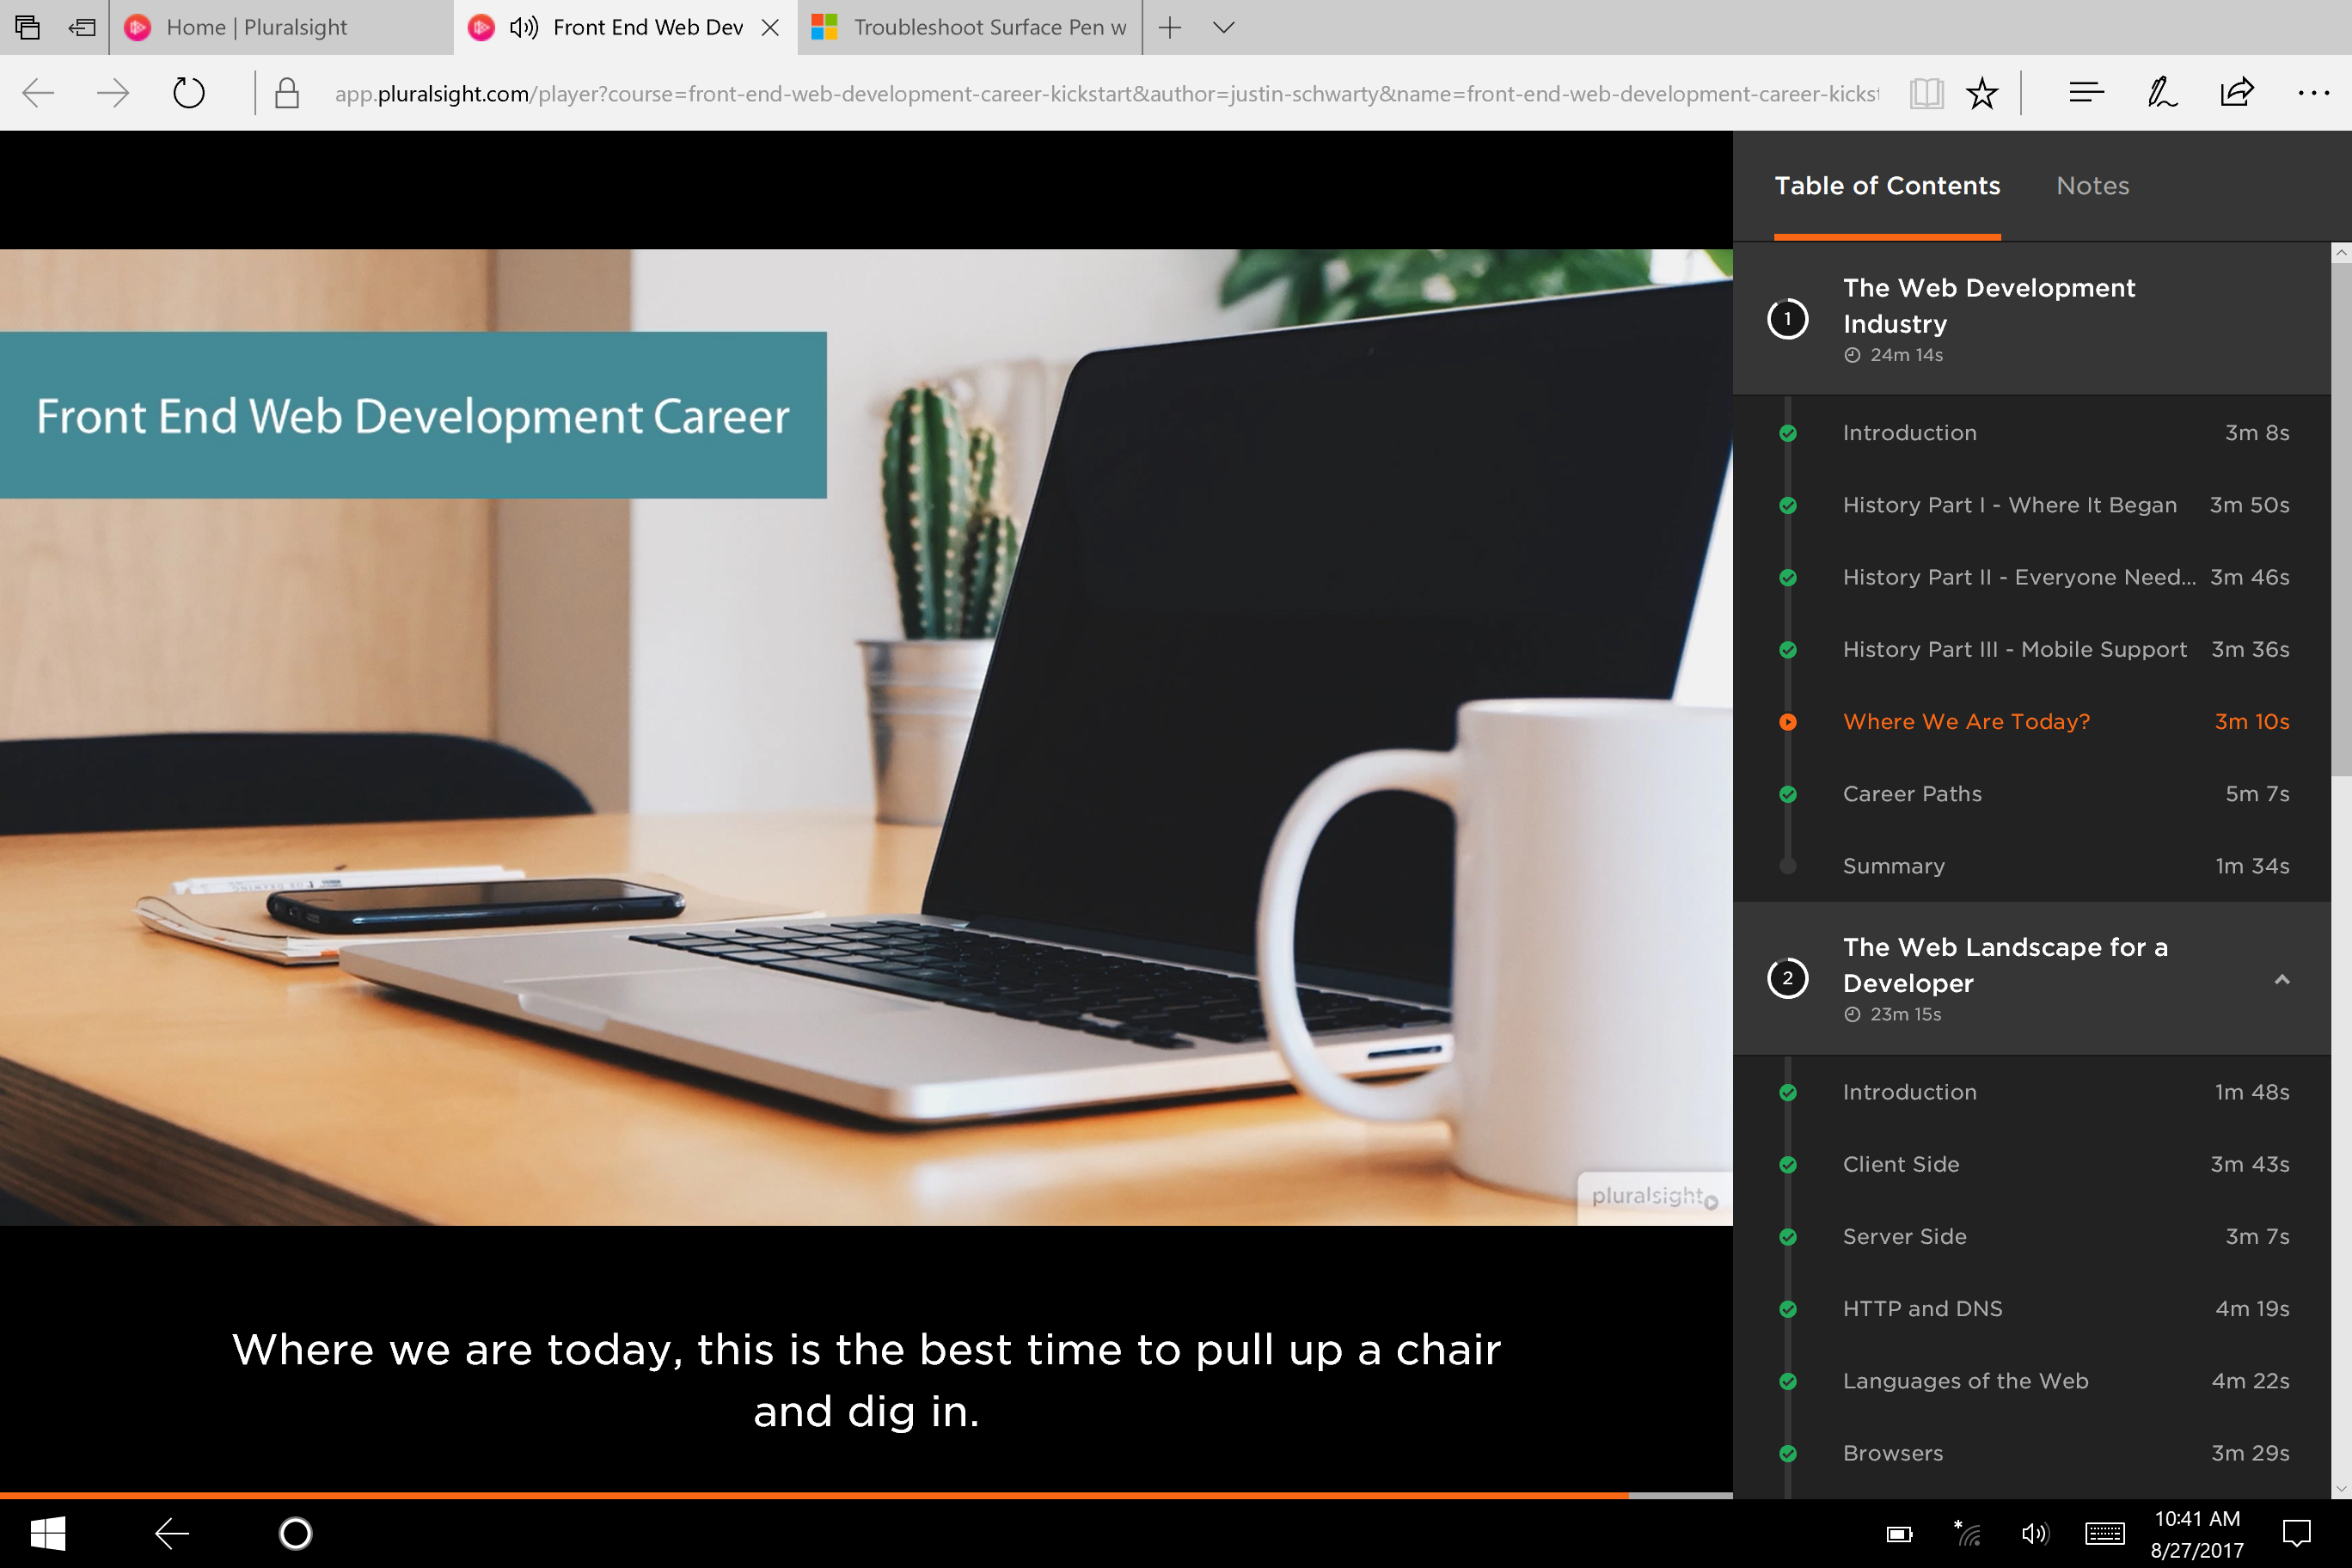 Home | Pluralsight
Front End Web Dev
Troubleshoot Surface Pen w
app.pluralsight.com/player?course=front-end-web-development-career-kickstart&author=justin-schwarty&name=front-end-web-development-career-kickst
Front End Web Development Career
pluralsight
Where we are today, this is the best time to pull up a chair
and dig in.
Table of Contents
Notes
1
The Web Development
Industry
24m 14s
Introduction 3m 8s
History Part I - Where It Began 3m 50s
History Part II - Everyone Need... 3m 46s
History Part III - Mobile Support 3m 36s
Where We Are Today? 3m 10s
Career Paths 5m 7s
Summary 1m 34s
2
The Web Landscape for a
Developer
23m 15s
Introduction 1m 48s
Client Side 3m 43s
Server Side 3m 7s
HTTP and DNS 4m 19s
Languages of the Web 4m 22s
Browsers 3m 29s
10:41 AM
8/27/2017